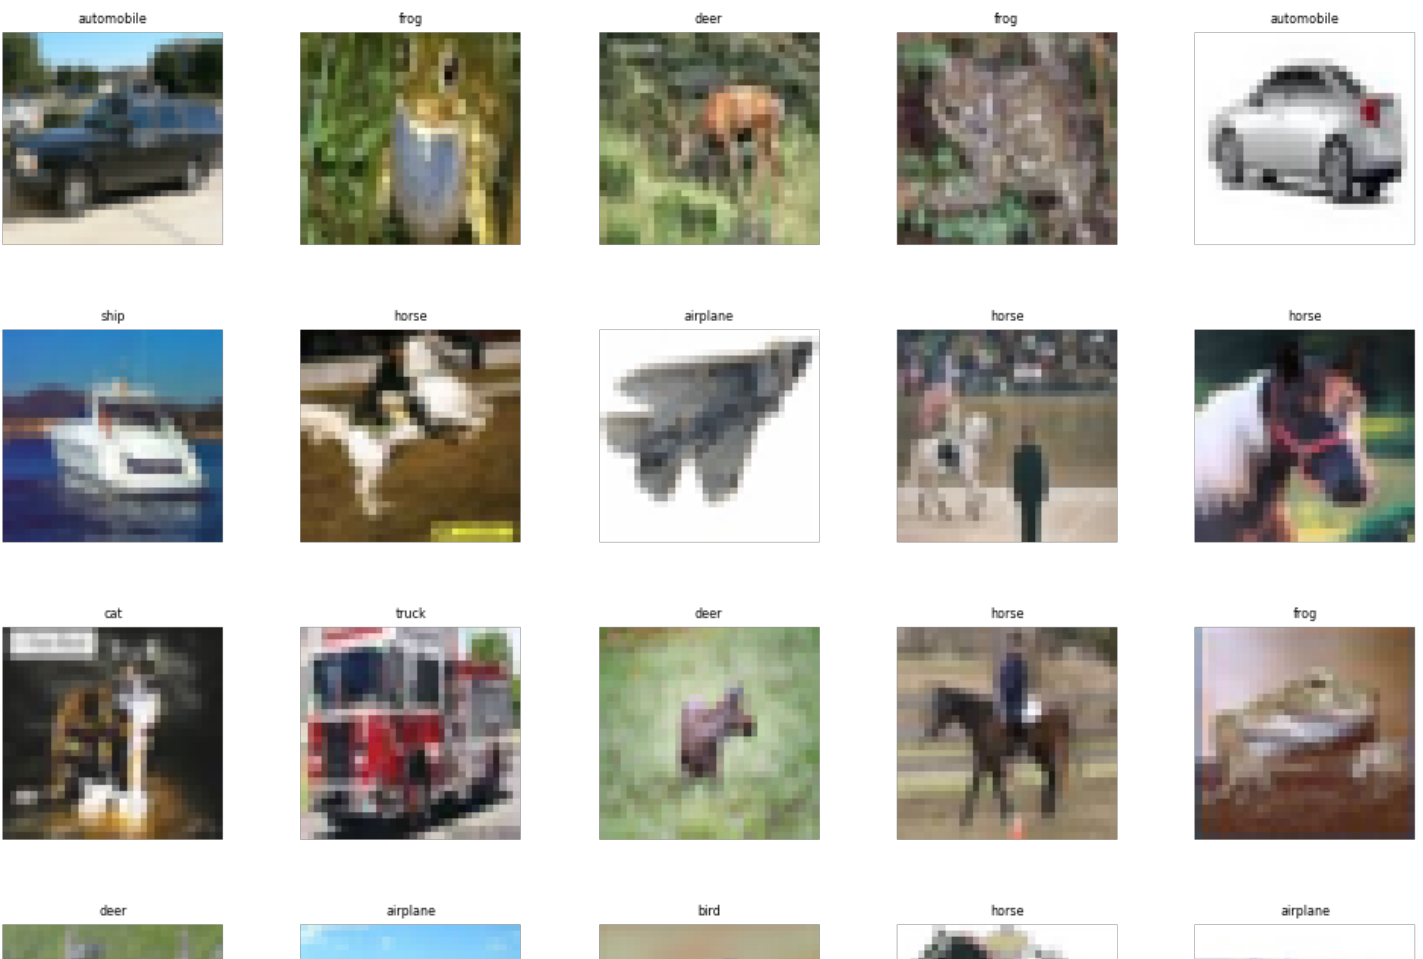 automobile
frog
deer
frog
automobile
ship
horse
airplane
horse
horse
cat
truck
deer
horse
frog
deer
airplane
bird
horse
airplane